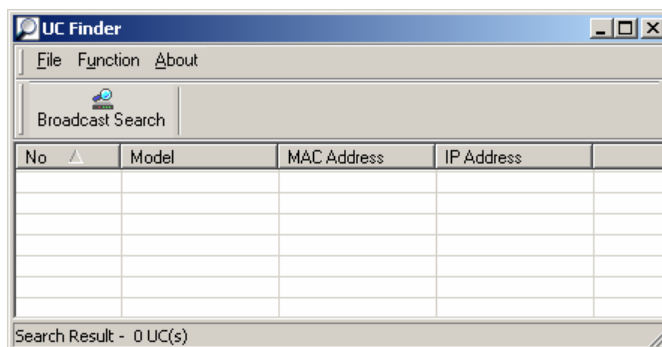 UC Finder
File Function About
Broadcast Search
No Model MAC Address IP Address
Search Result - 0 UC(s)